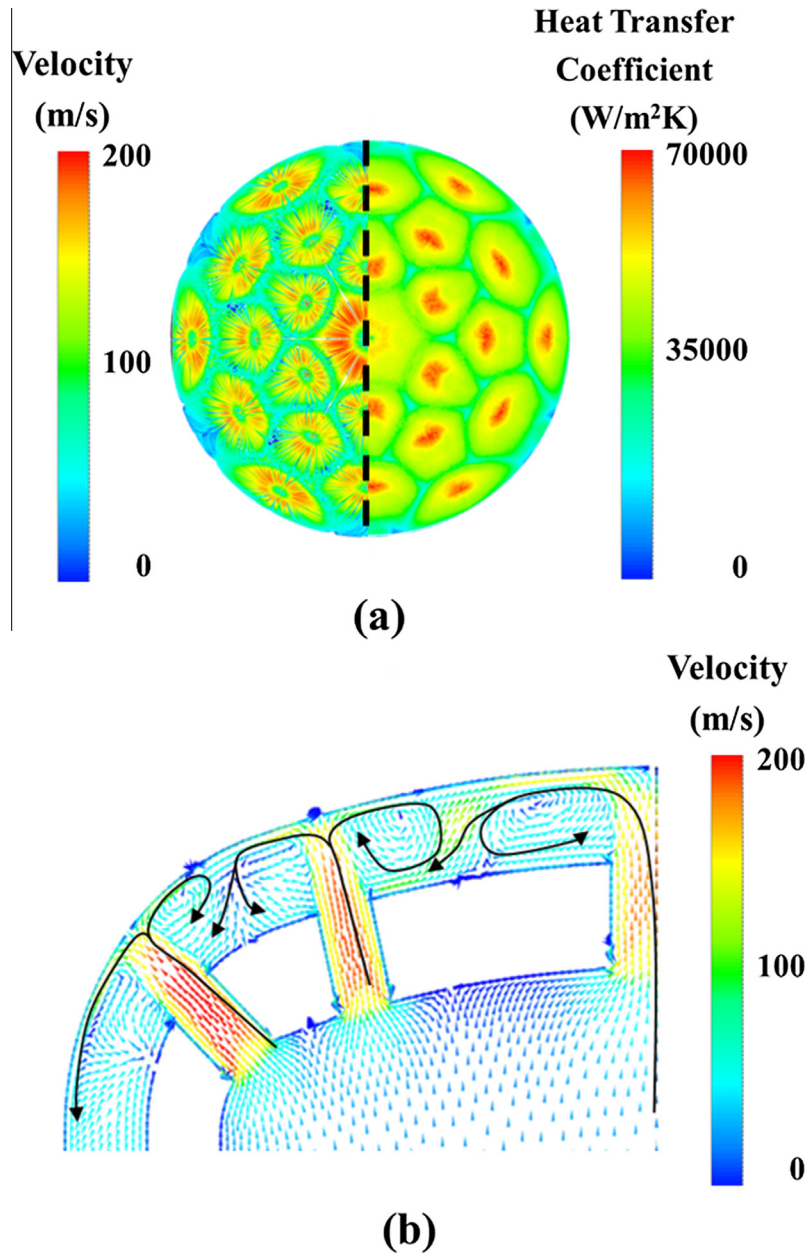 Velocity
(m/s)
200
100
0
Heat Transfer
Coefficient
(W/m²K)
70000
35000
0
(a)
Velocity
(m/s)
200
100
0
(b)